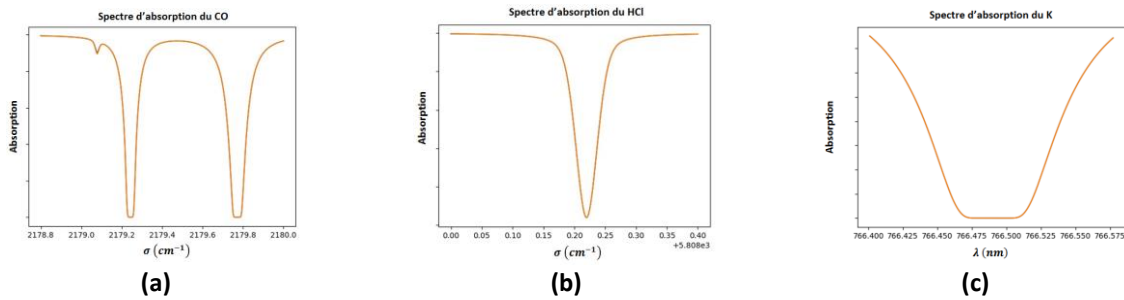 Spectre d'absorption du CO
Absorption
2178.8 2179.0 2179.2 2179.4 2179.6 2179.8 2180.0
σ (cm⁻¹)
(a)
Spectre d'absorption du HCl
Absorption
0.00 0.05 0.10 0.15 0.20 0.25 0.30 0.35 0.40
+5.808e3
σ (cm⁻¹)
(b)
Spectre d'absorption du K
Absorption
766.400 766.425 766.450 766.475 766.500 766.525 766.550 766.575
λ (nm)
(c)